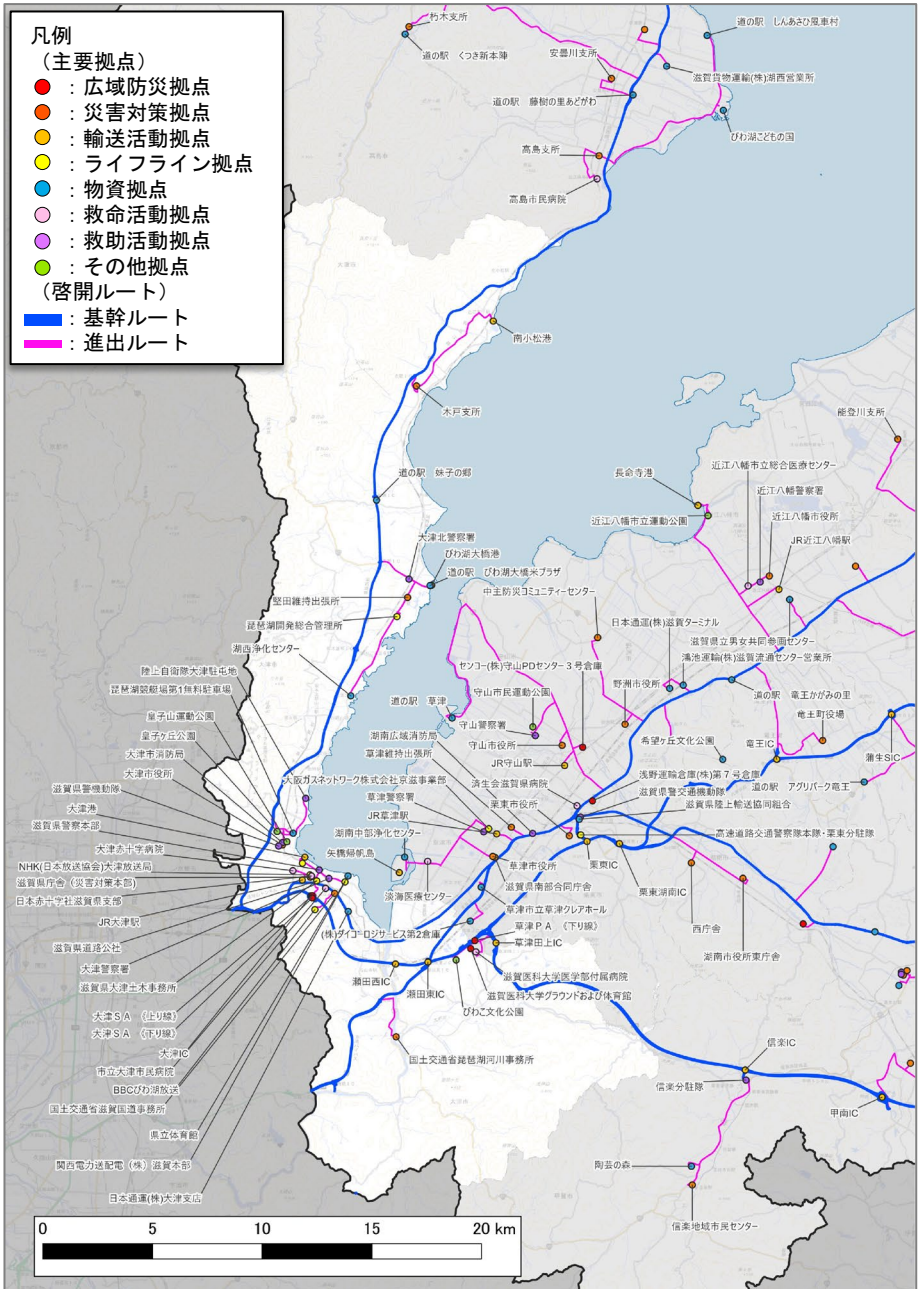 凡例
(主要拠点)
：広域防災拠点
：災害対策拠点
：輸送活動拠点
：ライフライン拠点
：物資拠点
：救命活動拠点
：救助活動拠点
：その他拠点
(啓開ルート)
：基幹ルート
：進出ルート
朽木支所
道の駅 くつき新本陣
道の駅 しんあさひ風車村
安曇川支所
滋賀貨物運輸(株)湖西営業所
道の駅 藤樹の里あどがわ
びわ湖こどもの国
高島支所
高島市民病院
南小松港
木戸支所
能登川支所
近江八幡市立総合医療センター
長命寺港
近江八幡警察署
道の駅 妹子の郷
近江八幡市立運動公園
近江八幡市役所
JR近江八幡駅
大津北警察署
びわ湖大橋港
道の駅 びわ湖大橋米プラザ
中主防災コミュニティーセンター
堅田維持出張所
日本通運(株)滋賀ターミナル
琵琶湖開発総合管理所
滋賀県立男女共同参画センター
湖西浄化センター
センコー(株)守山PDセンター３号倉庫
鴻池運輸(株)滋賀流通センター営業所
陸上自衛隊大津駐屯地
守山市民運動公園
野洲市役所
琵琶湖競艇場第1無料駐車場
道の駅 草津
道の駅 竜王かがみの里
皇子山運動公園
守山警察署
竜王町役場
皇子ヶ丘公園
湖南広域消防局
守山市役所
希望ヶ丘文化公園
竜王IC
大津市消防局
草津維持出張所
JR守山駅
蒲生SIC
大津市役所
大阪ガスネットワーク株式会社京滋事業部
済生会滋賀県病院
浅野運輸倉庫(株)第７号倉庫
道の駅 アグリパーク竜王
滋賀県警機動隊
草津警察署
栗東市役所
滋賀県警交通機動隊
大津港
JR草津駅
滋賀県陸上輸送協同組合
滋賀県警察本部
湖南中部浄化センター
高速道路交通警察隊本隊・栗東分駐隊
大津赤十字病院
矢橋帰帆島
栗東IC
NHK(日本放送協会)大津放送局
草津市役所
栗東湖南IC
滋賀県庁舎（災害対策本部）
淡海医療センター
滋賀県南部合同庁舎
日本赤十字社滋賀県支部
草津市立草津クレアホール
西庁舎
JR大津駅
(株)ダイコーロジサービス第2倉庫
草津ＰＡ （下り線）
湖南市役所東庁舎
滋賀県道路公社
草津田上IC
大津警察署
瀬田西IC
滋賀医科大学医学部付属病院
滋賀県大津土木事務所
瀬田東IC
滋賀医科大学グラウンドおよび体育館
大津ＳＡ （上り線）
びわこ文化公園
大津ＳＡ （下り線）
大津IC
国土交通省琵琶湖河川事務所
信楽IC
市立大津市民病院
信楽分駐隊
BBCびわ湖放送
甲南IC
国土交通省滋賀国道事務所
県立体育館
関西電力送配電（株）滋賀本部
陶芸の森
日本通運(株)大津支店
信楽地域市民センター
0 5 10 15 20 km